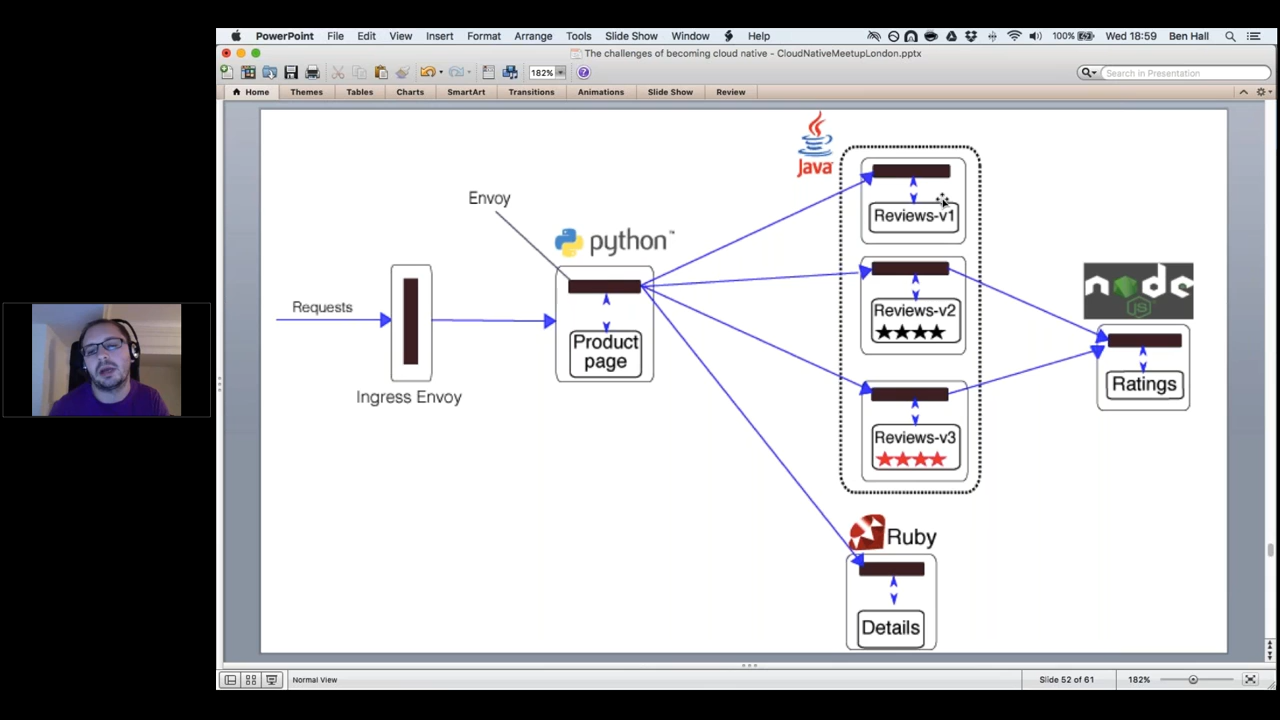 PowerPoint File Edit View Insert Format Arrange Tools Slide Show Window Help 100% Wed 18:59 Ben Hall
The challenges of becoming cloud native - CloudNativeMeetupLondon.pptx
182% Search in Presentation
Home Themes Tables Charts SmartArt Transitions Animations Slide Show Review
Java
Envoy
python™
Reviews-v1
node
JS
Requests
Product
page
Reviews-v2
Ratings
Ingress Envoy
Reviews-v3
Ruby
Details
Normal View Slide 52 of 61 182%